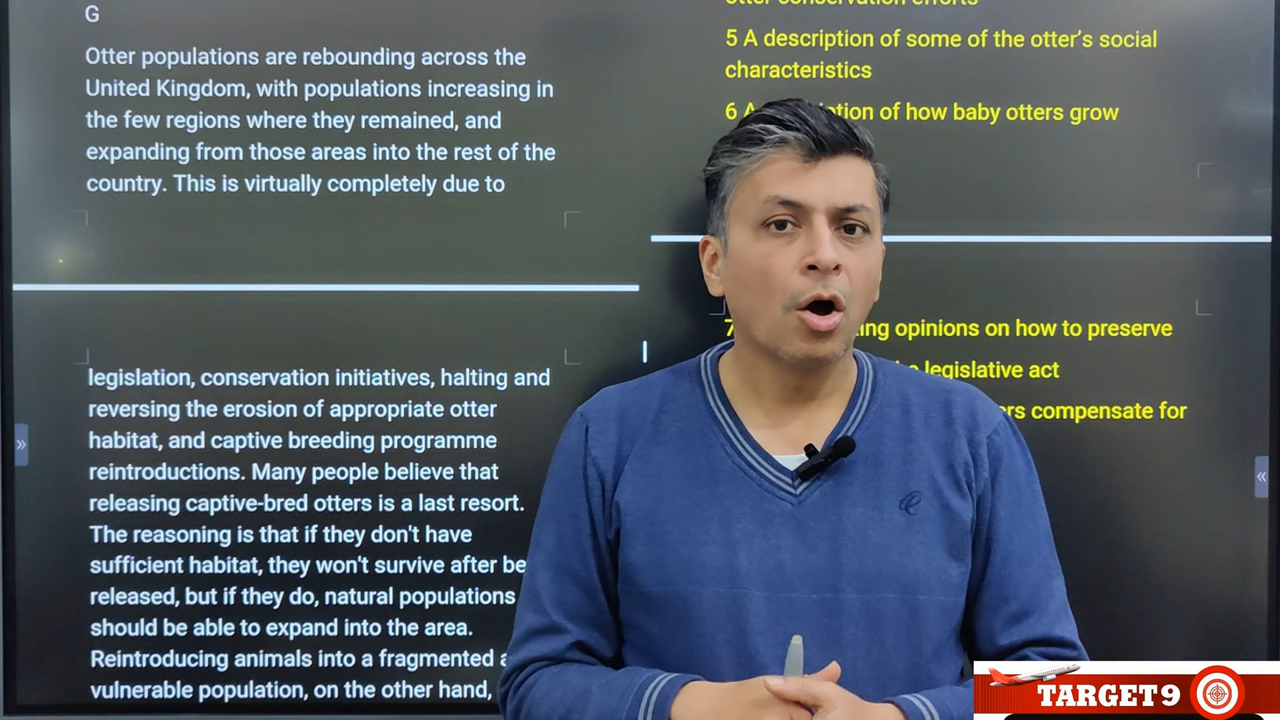 G
Otter populations are rebounding across the
United Kingdom, with populations increasing in
the few regions where they remained, and
expanding from those areas into the rest of the
country. This is virtually completely due to
legislation, conservation initiatives, halting and
reversing the erosion of appropriate otter
habitat, and captive breeding programme
reintroductions. Many people believe that
releasing captive-bred otters is a last resort.
The reasoning is that if they don't have
sufficient habitat, they won't survive after be
released, but if they do, natural populations
should be able to expand into the area.
Reintroducing animals into a fragmented a
vulnerable population, on the other hand,
otter conservation efforts
5 A description of some of the otter's social
characteristics
6 A of how baby otters grow
7 opinions on how to preserve
legislative act
compensate for
TARGET 9